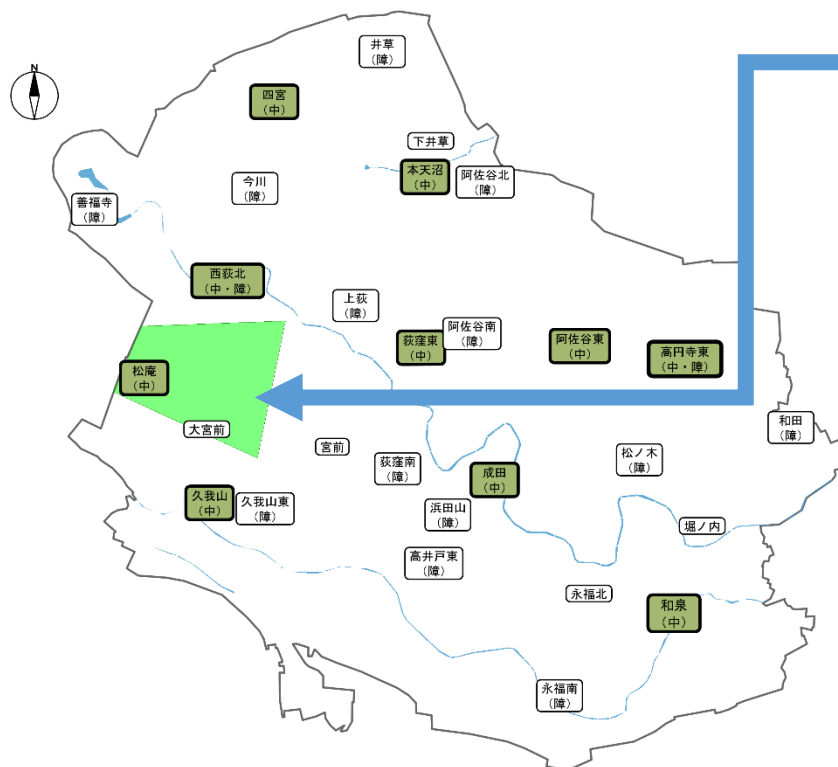 井草
（障）
N
四宮
（中）
下井草
本天沼
（中）
阿佐谷北
（障）
今川
（障）
善福寺
（障）
西荻北
（中・障）
上荻
（障）
荻窪東
（中）
阿佐谷南
（障）
阿佐谷東
（中）
高円寺東
（中・障）
松庵
（中）
大宮前
和田
（障）
宮前
荻窪南
（障）
成田
（中）
松ノ木
（障）
久我山
（中）
久我山東
（障）
浜田山
（障）
堀ノ内
高井戸東
（障）
永福北
和泉
（中）
永福南
（障）